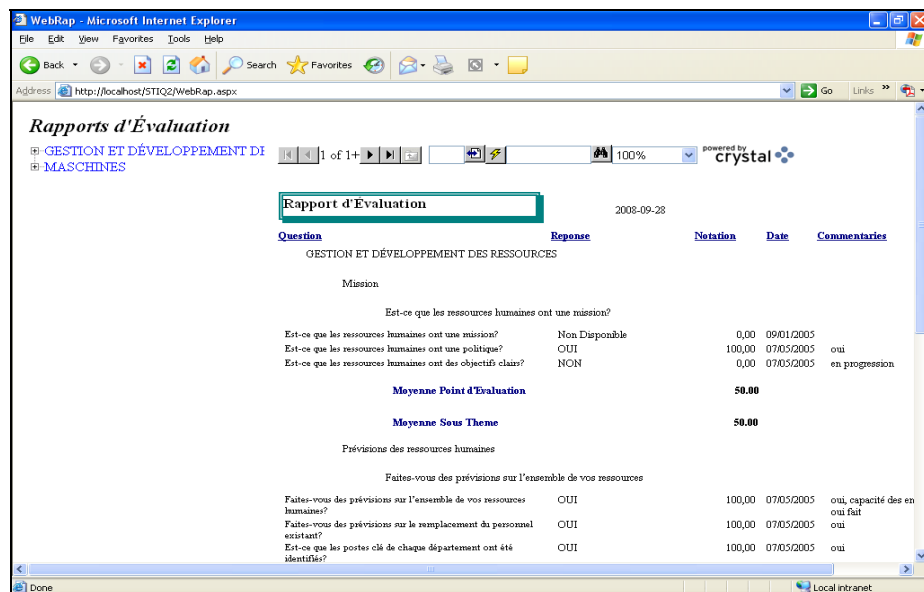 WebRap - Microsoft Internet Explorer
File Edit View Favorites Tools Help
Back Search Favorites
Address http://localhost/STIQ2/WebRap.aspx Go Links »
Rapports d'Évaluation
GESTION ET DÉVELOPPEMENT DE
MASCHINES
1 of 1+ 100% powered by crystal
Rapport d'Évaluation
2008-09-28
Question Reponse Notation Date Commentaries
GESTION ET DÉVELOPPEMENT DES RESSOURCES
Mission
Est-ce que les ressources humaines ont une mission?
Est-ce que les ressources humaines ont une mission? Non Disponible 0,00 09/01/2005
Est-ce que les ressources humaines ont une politique? OUI 100,00 07/05/2005 oui
Est-ce que les ressources humaines ont des objectifs clairs? NON 0,00 07/05/2005 en progression
Moyenne Point d'Evaluation 50.00
Moyenne Sous Theme 50.00
Prévisions des ressources humaines
Faites-vous des prévisions sur l'ensemble de vos ressources
Faites-vous des prévisions sur l'ensemble de vos ressources OUI 100,00 07/05/2005 oui, capacité des en
humaines? oui fait
Faites-vous des prévisions sur le remplacement du personnel OUI 100,00 07/05/2005 oui
existant?
Est-ce que les postes clé de chaque département ont été OUI 100,00 07/05/2005 oui
identifiés?
Done Local intranet